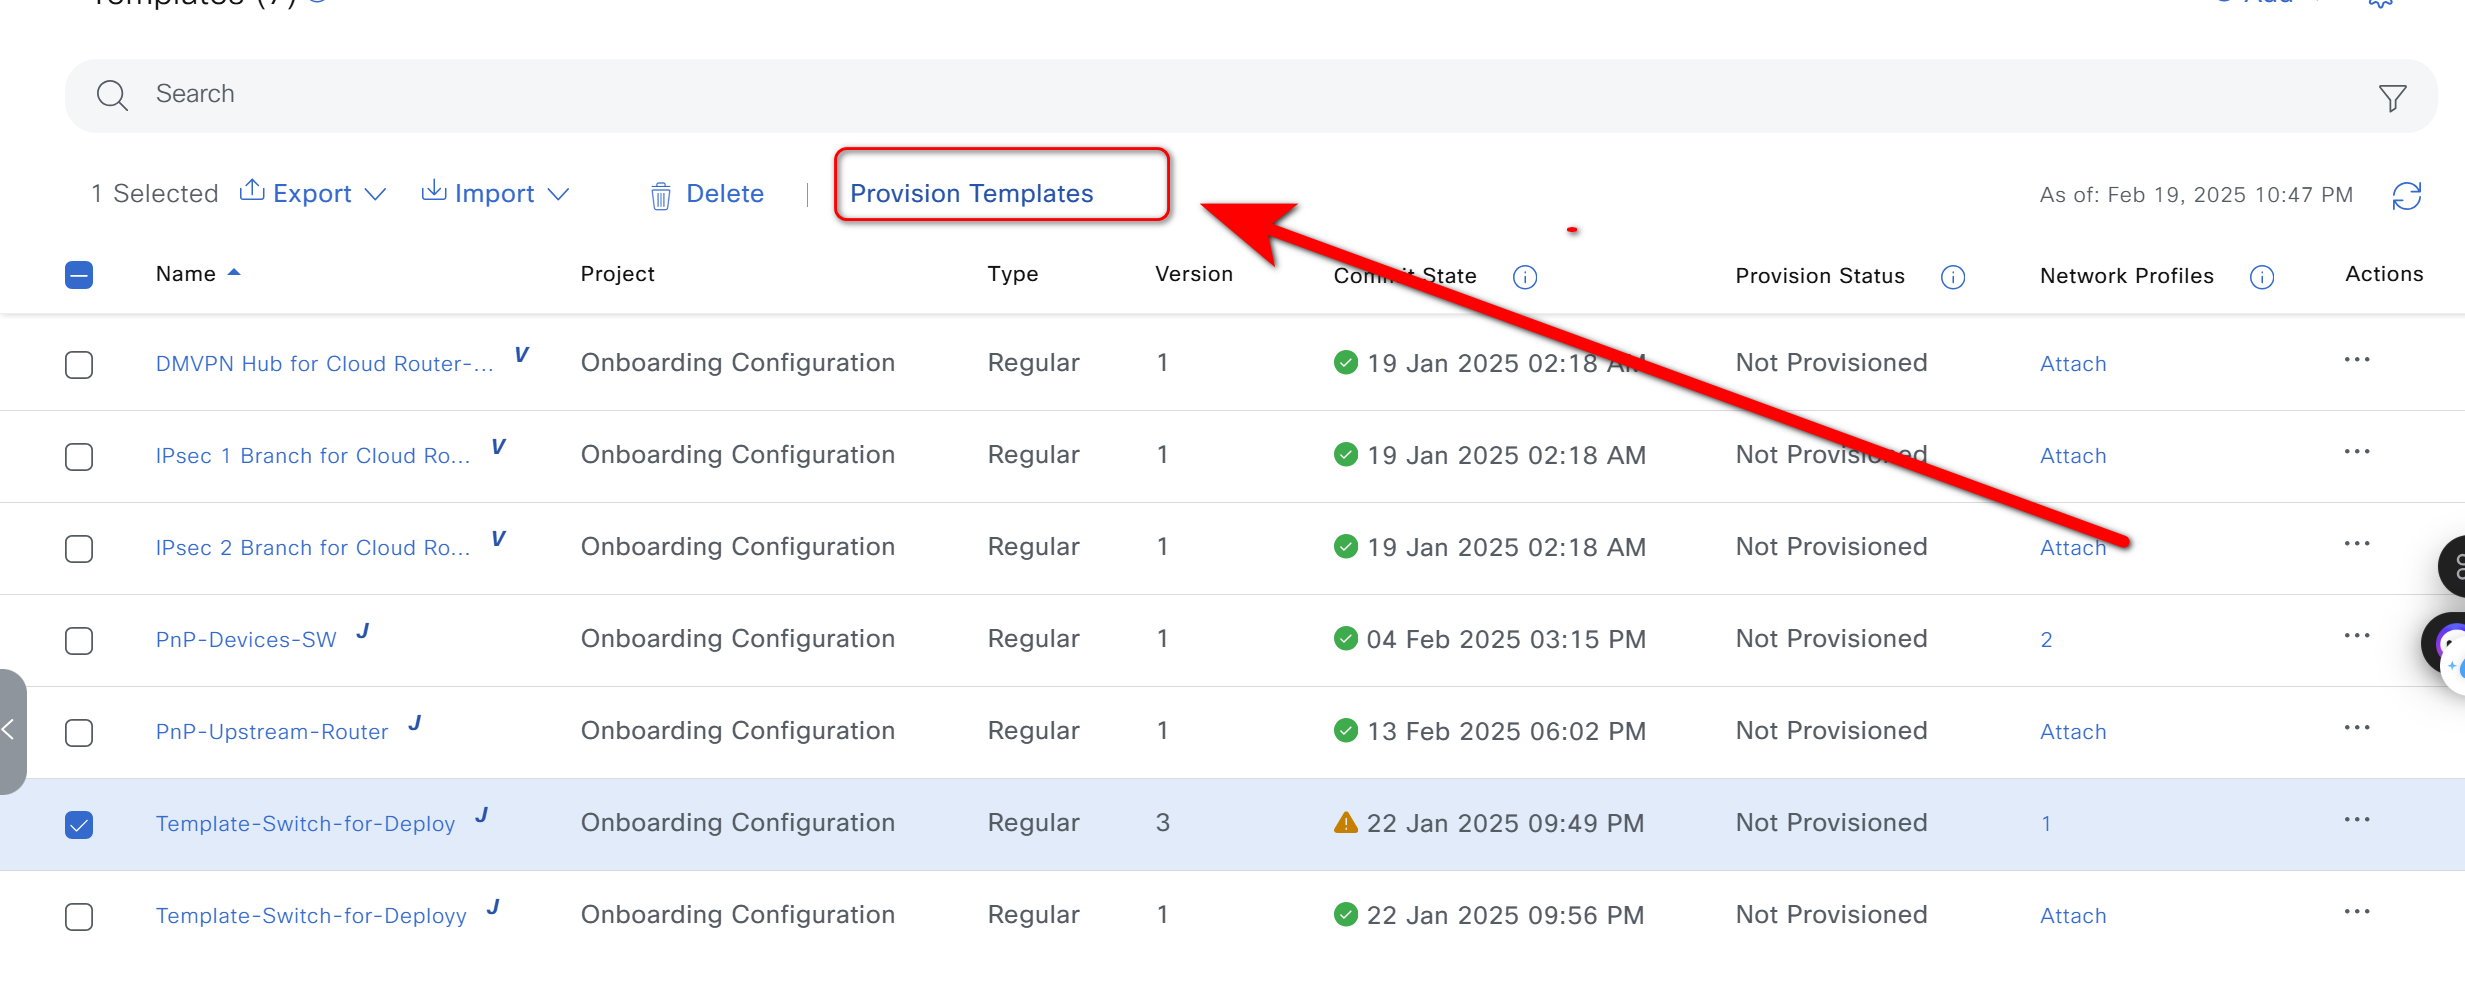 Templates (7)
Add
Search
1 Selected Export Import Delete Provision Templates As of: Feb 19, 2025 10:47 PM
Name Project Type Version Commit State Provision Status Network Profiles Actions
DMVPN Hub for Cloud Router-... V Onboarding Configuration Regular 1 19 Jan 2025 02:18 AM Not Provisioned Attach ...
IPsec 1 Branch for Cloud Ro... V Onboarding Configuration Regular 1 19 Jan 2025 02:18 AM Not Provisioned Attach ...
IPsec 2 Branch for Cloud Ro... V Onboarding Configuration Regular 1 19 Jan 2025 02:18 AM Not Provisioned Attach ...
PnP-Devices-SW J Onboarding Configuration Regular 1 04 Feb 2025 03:15 PM Not Provisioned 2 ...
PnP-Upstream-Router J Onboarding Configuration Regular 1 13 Feb 2025 06:02 PM Not Provisioned Attach ...
Template-Switch-for-Deploy J Onboarding Configuration Regular 3 22 Jan 2025 09:49 PM Not Provisioned 1 ...
Template-Switch-for-Deployy J Onboarding Configuration Regular 1 22 Jan 2025 09:56 PM Not Provisioned Attach ...